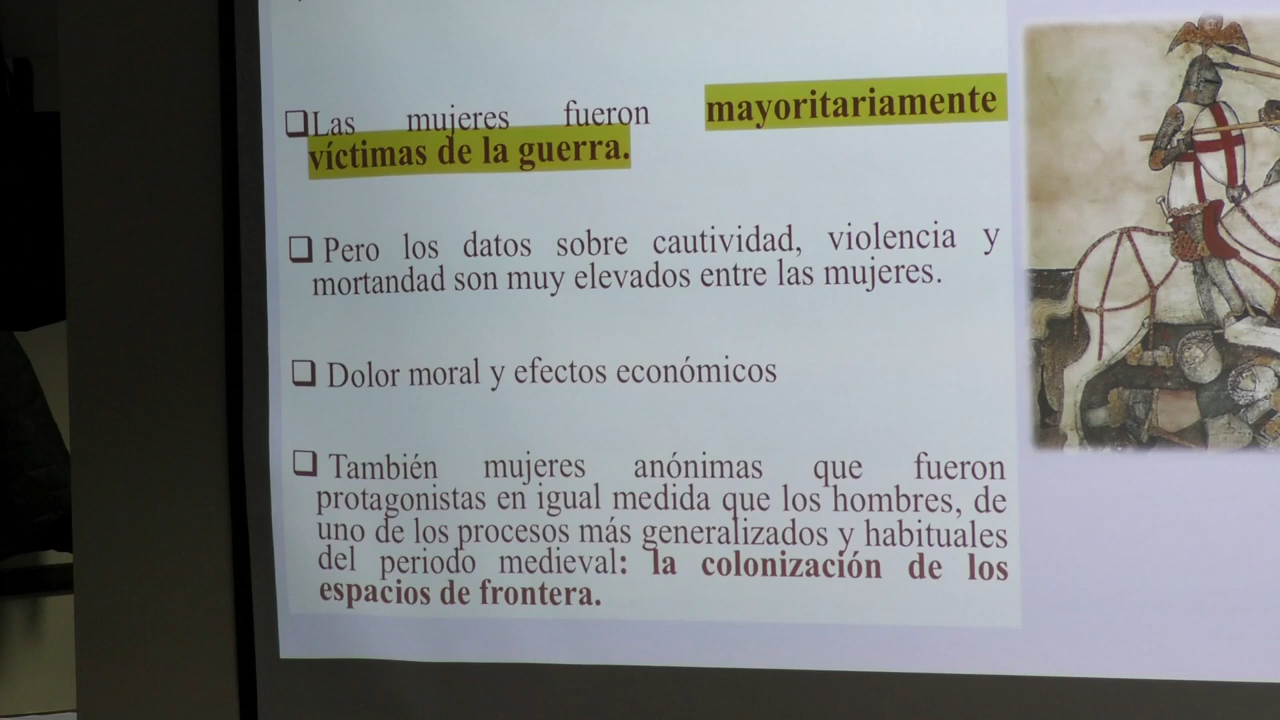 Las mujeres fueron mayoritariamente
víctimas de la guerra.
Pero los datos sobre cautividad, violencia y
mortandad son muy elevados entre las mujeres.
Dolor moral y efectos económicos
También mujeres anónimas que fueron
protagonistas en igual medida que los hombres, de
uno de los procesos más generalizados y habituales
del periodo medieval: la colonización de los
espacios de frontera.